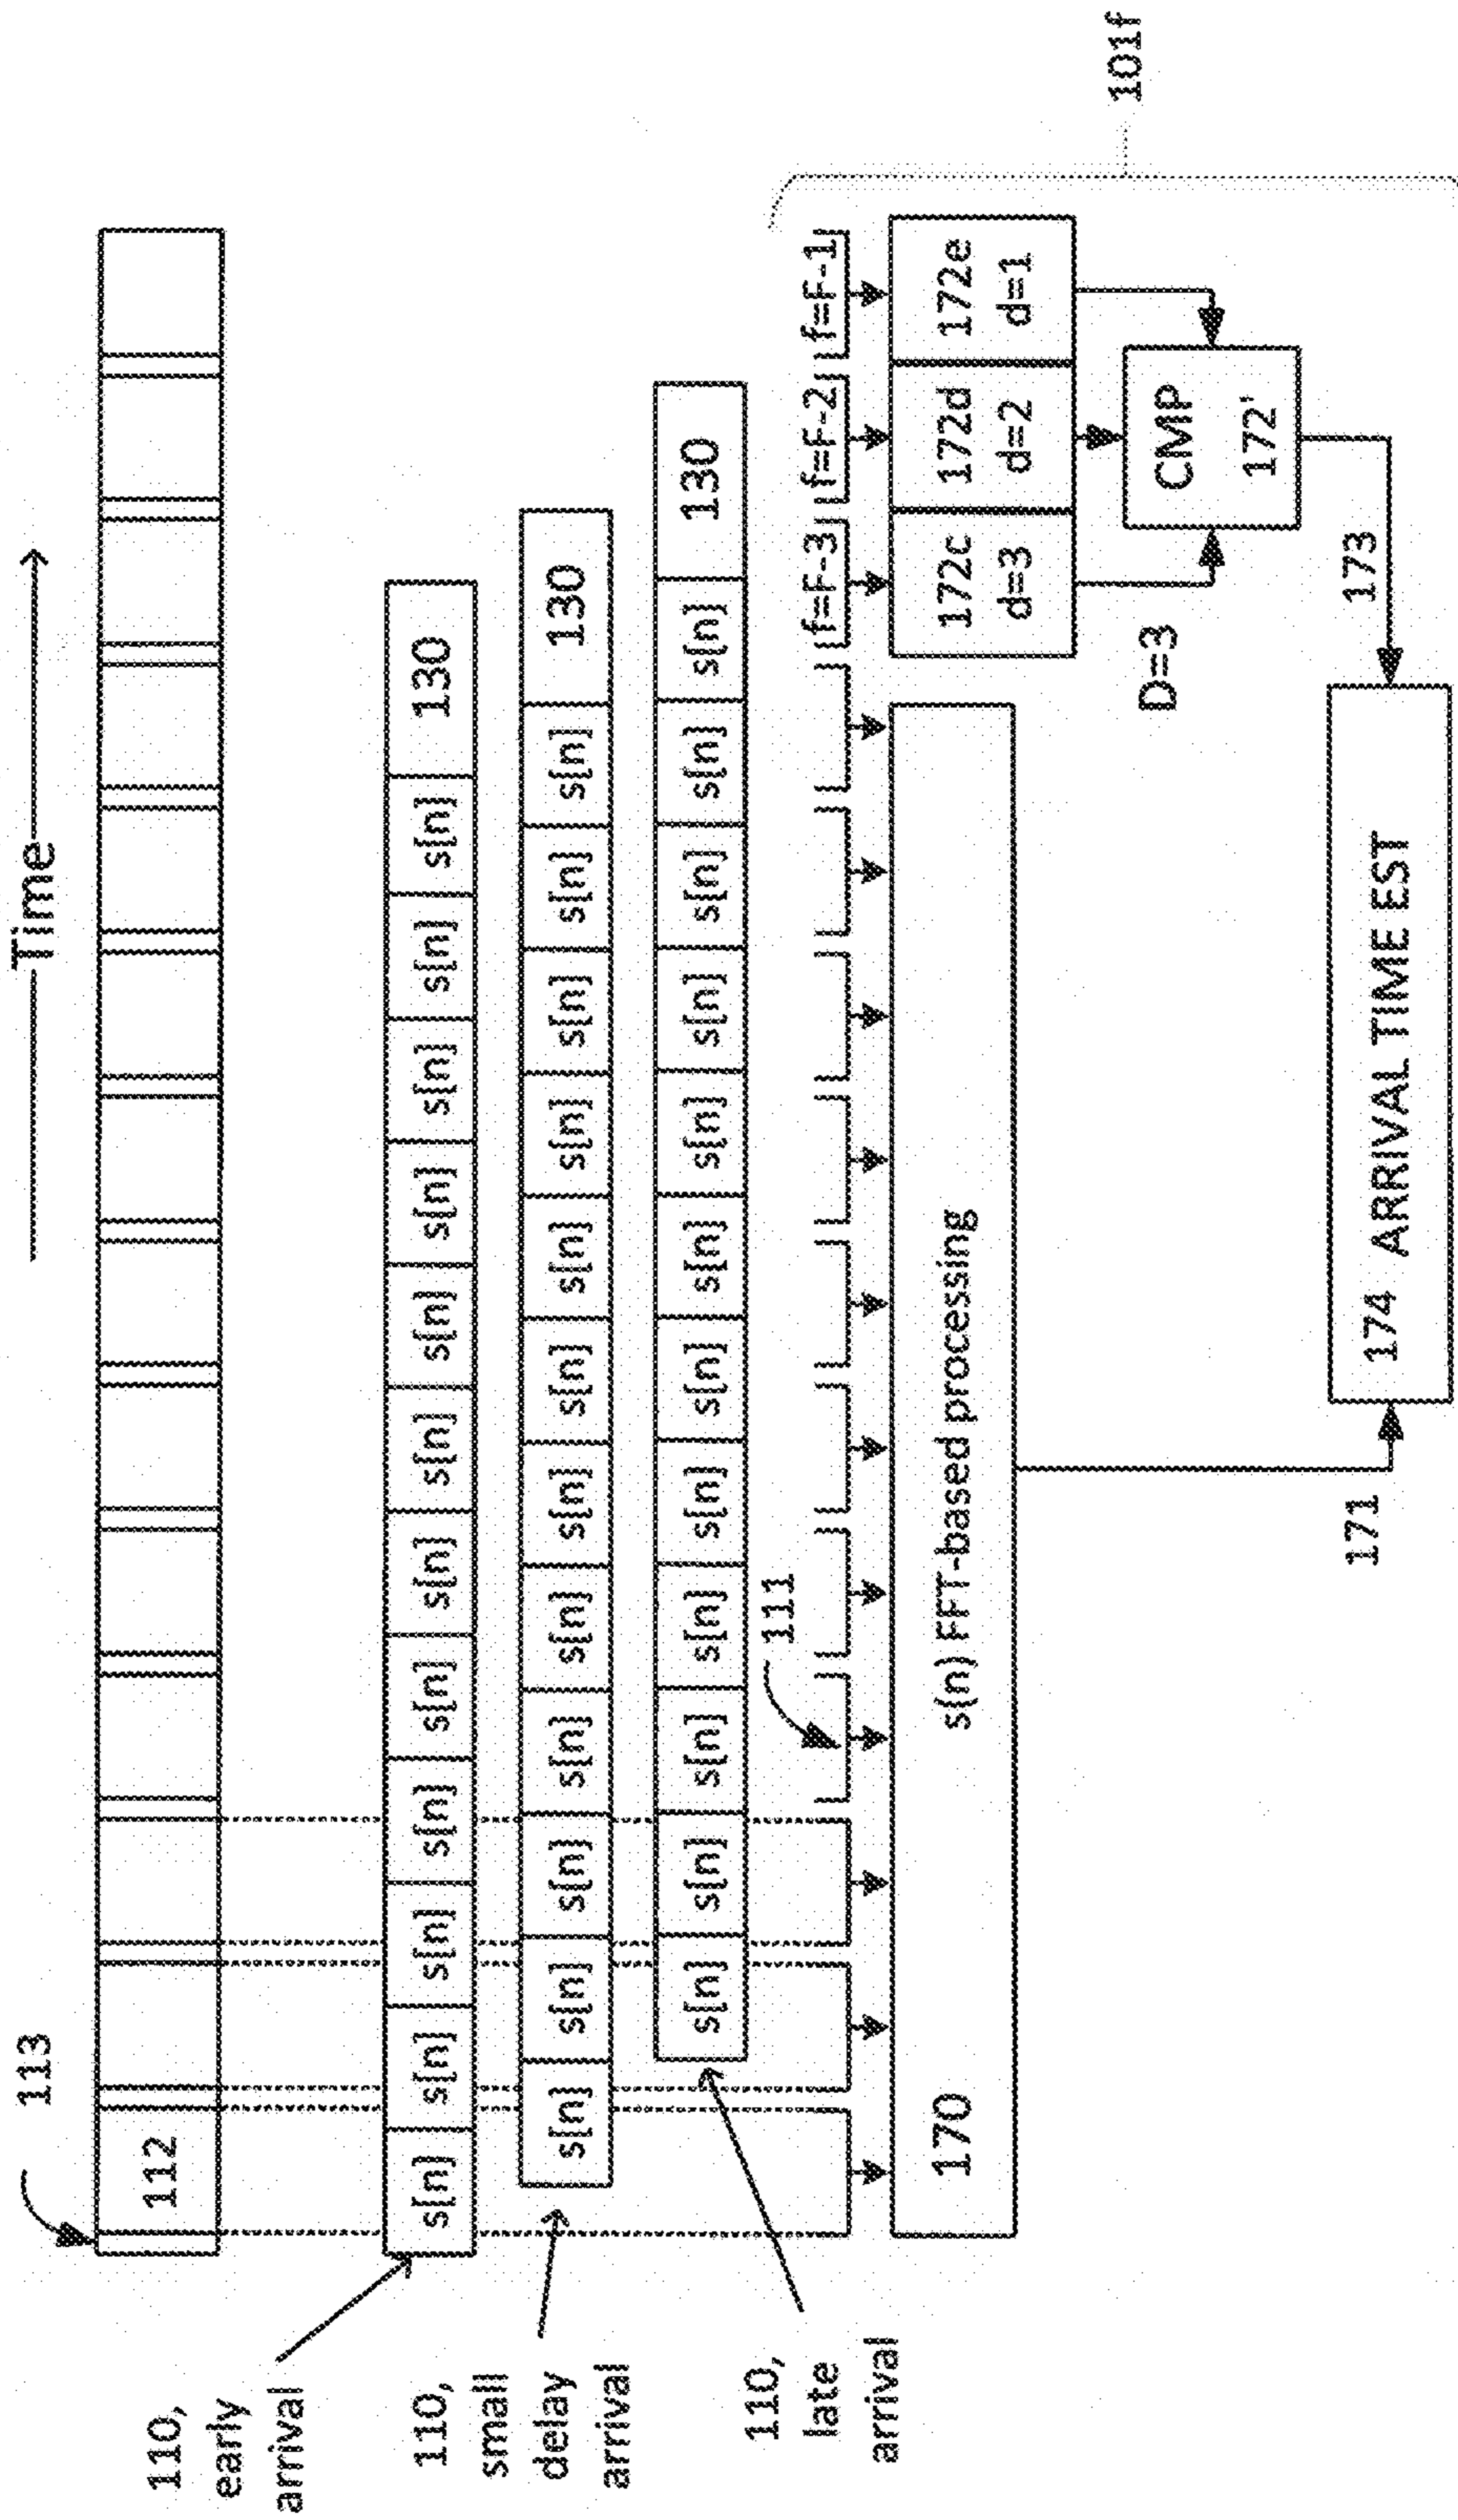 Time
113
112
110,
early
arrival
s[n] s[n] s[n] s[n] s[n] s[n] s[n] s[n] s[n] s[n] s[n] s[n] 130
110,
small
delay
arrival
s[n] s[n] s[n] s[n] s[n] s[n] s[n] s[n] s[n] s[n] s[n] s[n] 130
110,
late
arrival
s[n] s[n] s[n] s[n] s[n] s[n] s[n] s[n] s[n] s[n] s[n] s[n] 130
111
f=F-3 f=F-2 f=F-1
170 s(n) FFT-based processing
172c
d=3
172d
d=2
172e
d=1
101f
D=3
CMP
172'
171
173
174 ARRIVAL TIME EST